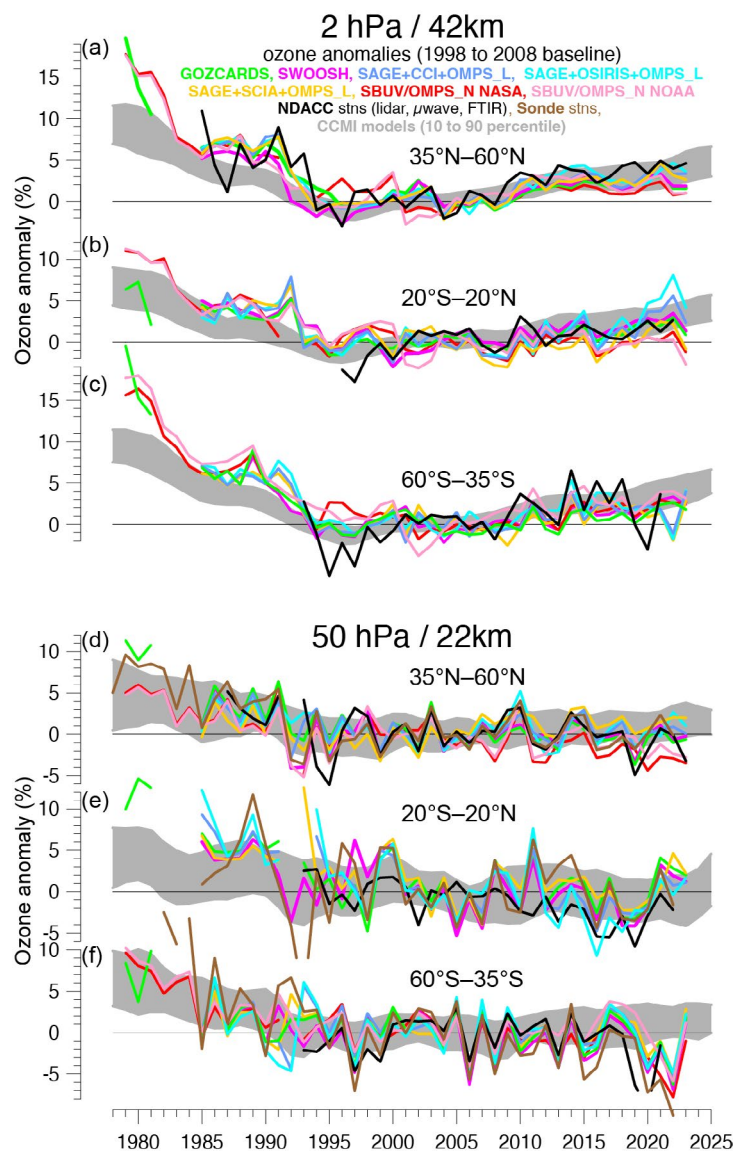 2 hPa / 42km
(a)
ozone anomalies (1998 to 2008 baseline)
GOZCARDS, SWOOSH, SAGE+CCI+OMPS_L, SAGE+OSIRIS+OMPS_L
SAGE+SCIA+OMPS_L, SBUV/OMPS_N NASA, SBUV/OMPS_N NOAA
NDACC stns (lidar, µwave, FTIR), Sonde stns,
CCMI models (10 to 90 percentile)
35°N–60°N
15
10
5
0
(b)
20°S–20°N
10
5
0
Ozone anomaly (%)
(c)
60°S–35°S
15
10
5
0
50 hPa / 22km
(d)
35°N–60°N
10
5
0
-5
(e)
20°S–20°N
10
5
0
-5
Ozone anomaly (%)
(f)
60°S–35°S
10
5
0
-5
1980 1985 1990 1995 2000 2005 2010 2015 2020 2025